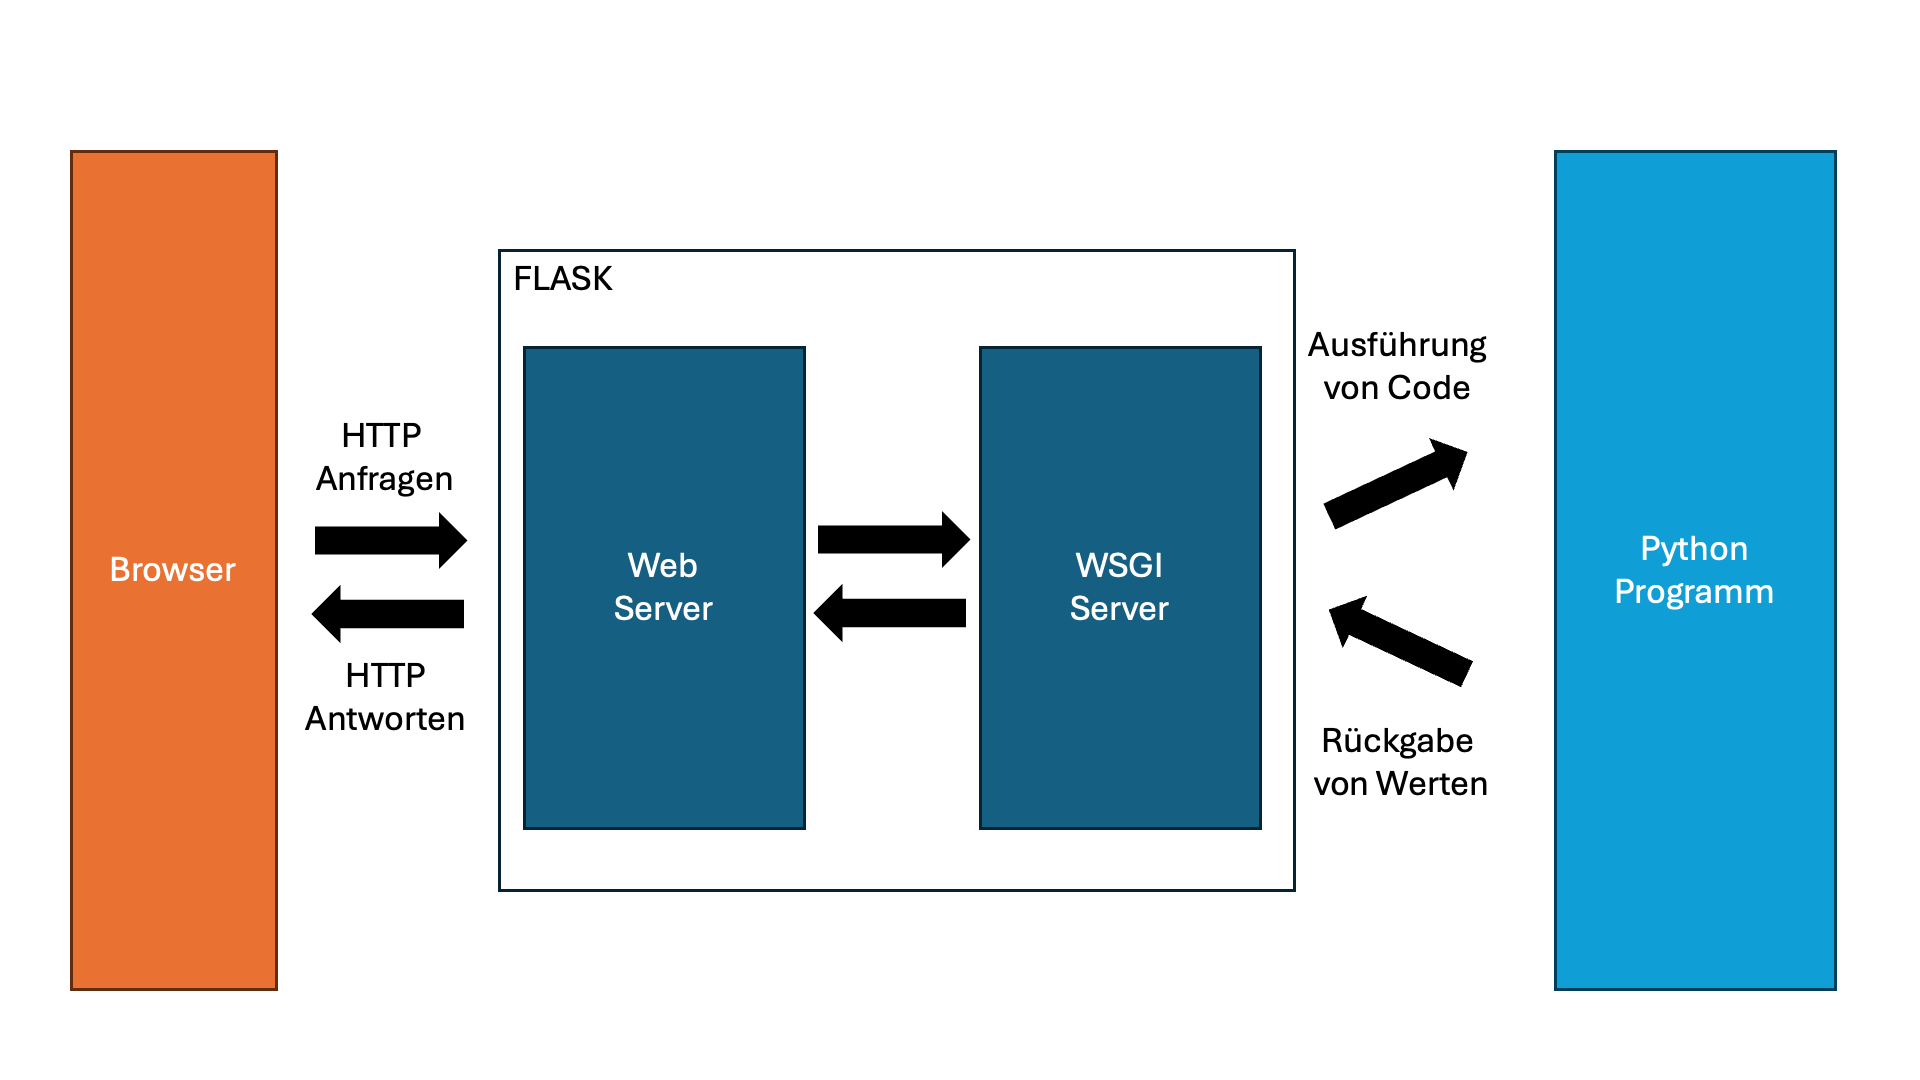 Browser
HTTP
Anfragen
HTTP
Antworten
FLASK
Web
Server
WSGI
Server
Ausführung
von Code
Rückgabe
von Werten
Python
Programm